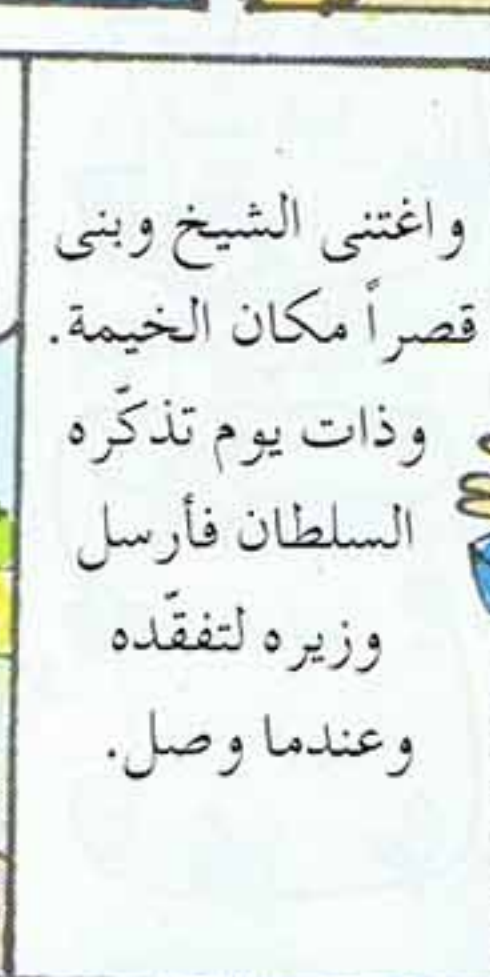 واغتنى الشيخ وبنى
قصراً مكان الخيمة.
وذات يوم تذكّره
السلطان فأرسل
وزيره لتفقّده
وعندما وصل.